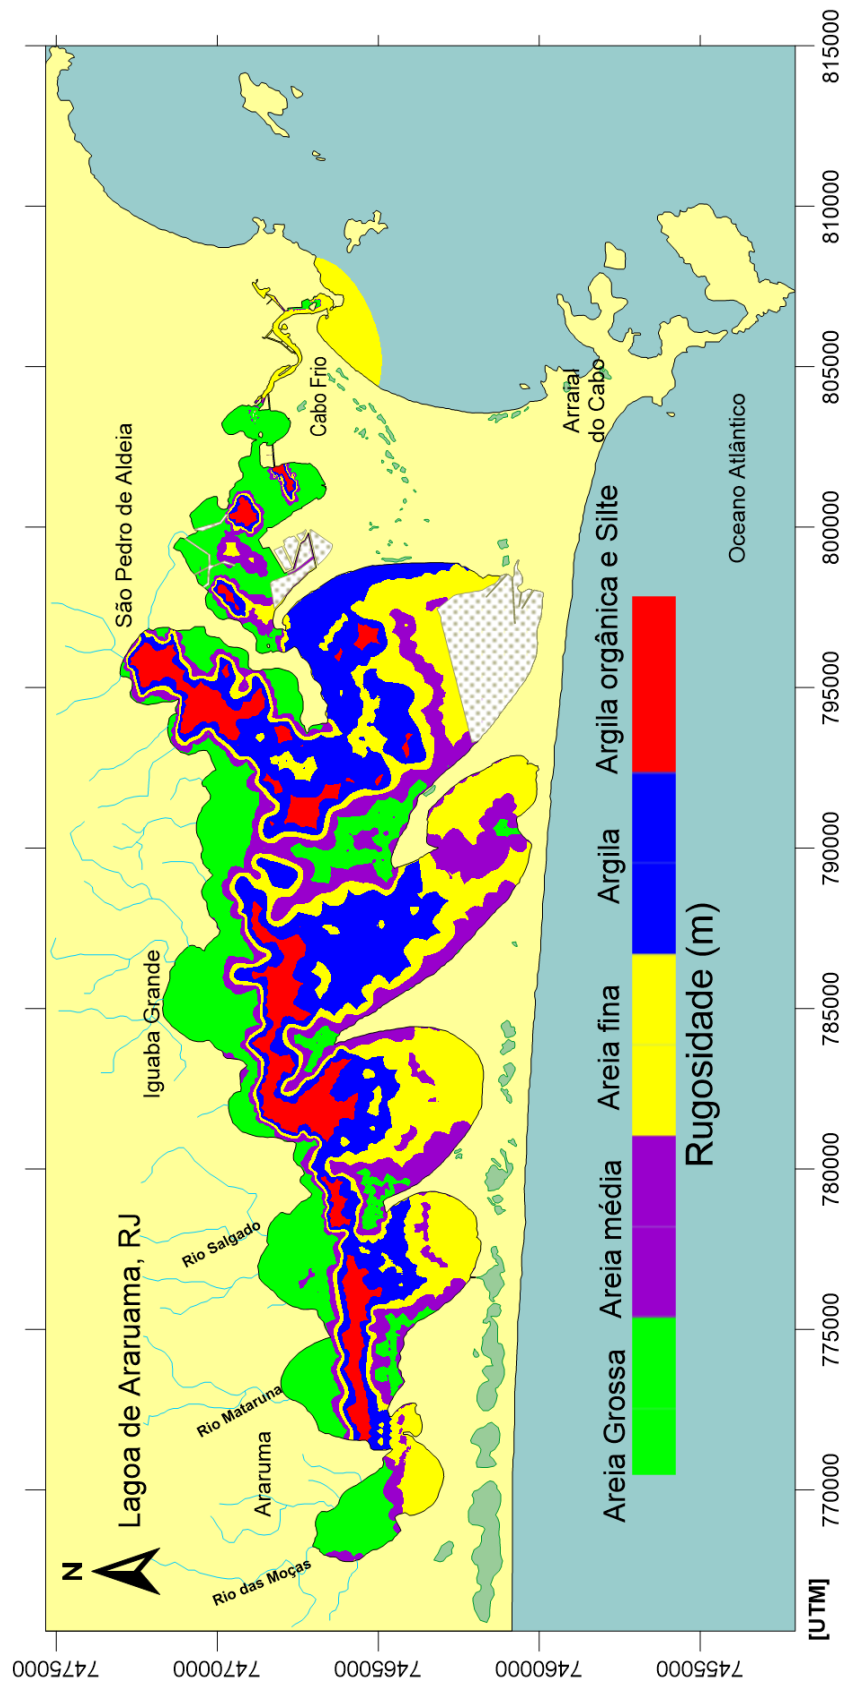 Lagoa de Araruama, RJ
N
São Pedro de Aldeia
Iguaba Grande
Rio Salgado
Rio Mataruna
Araruma
Rio das Moças
Cabo Frio
Arraial
do Cabo
Oceano Atlântico
Areia Grossa
Areia média
Areia fina
Argila
Argila orgânica e Silte
Rugosidade (m)
7475000
7470000
7465000
7460000
7455000
[UTM]
770000
775000
780000
785000
790000
795000
800000
805000
810000
815000